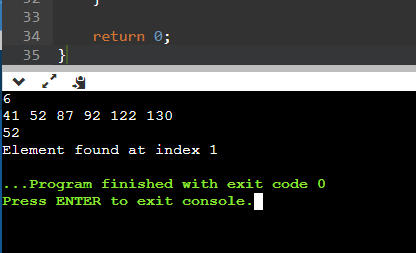 32 }
33
34 return 0;
35 }
6
41 52 87 92 122 130
52
Element found at index 1
...Program finished with exit code 0
Press ENTER to exit console.